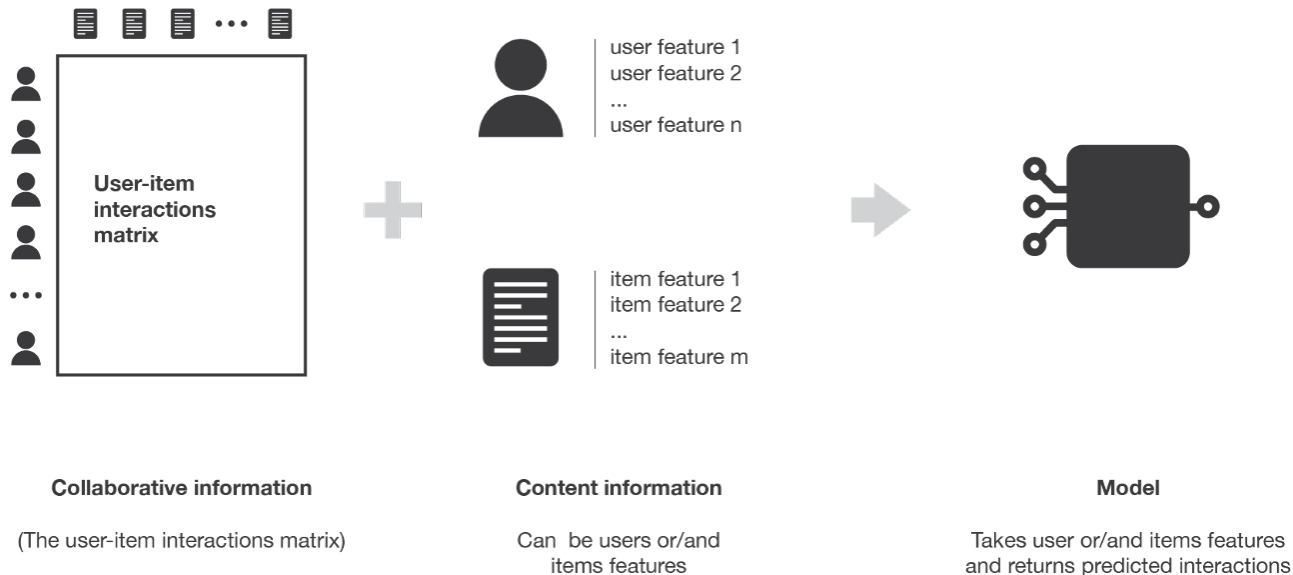 User-item
interactions
matrix
user feature 1
user feature 2
...
user feature n
item feature 1
item feature 2
...
item feature m
Collaborative information
(The user-item interactions matrix)
Content information
Can be users or/and
items features
Model
Takes user or/and items features
and returns predicted interactions